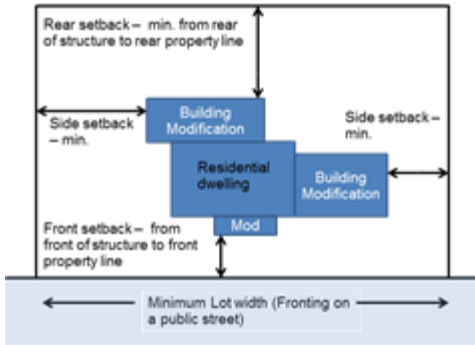 Rear setback – min. from rear
of structure to rear property line
Building
Modification
Side setback
– min.
Side setback –
min.
Residential
dwelling
Building
Modification
Mod
Front setback – from
front of structure to front
property line
Minimum Lot width (Fronting on
a public street)